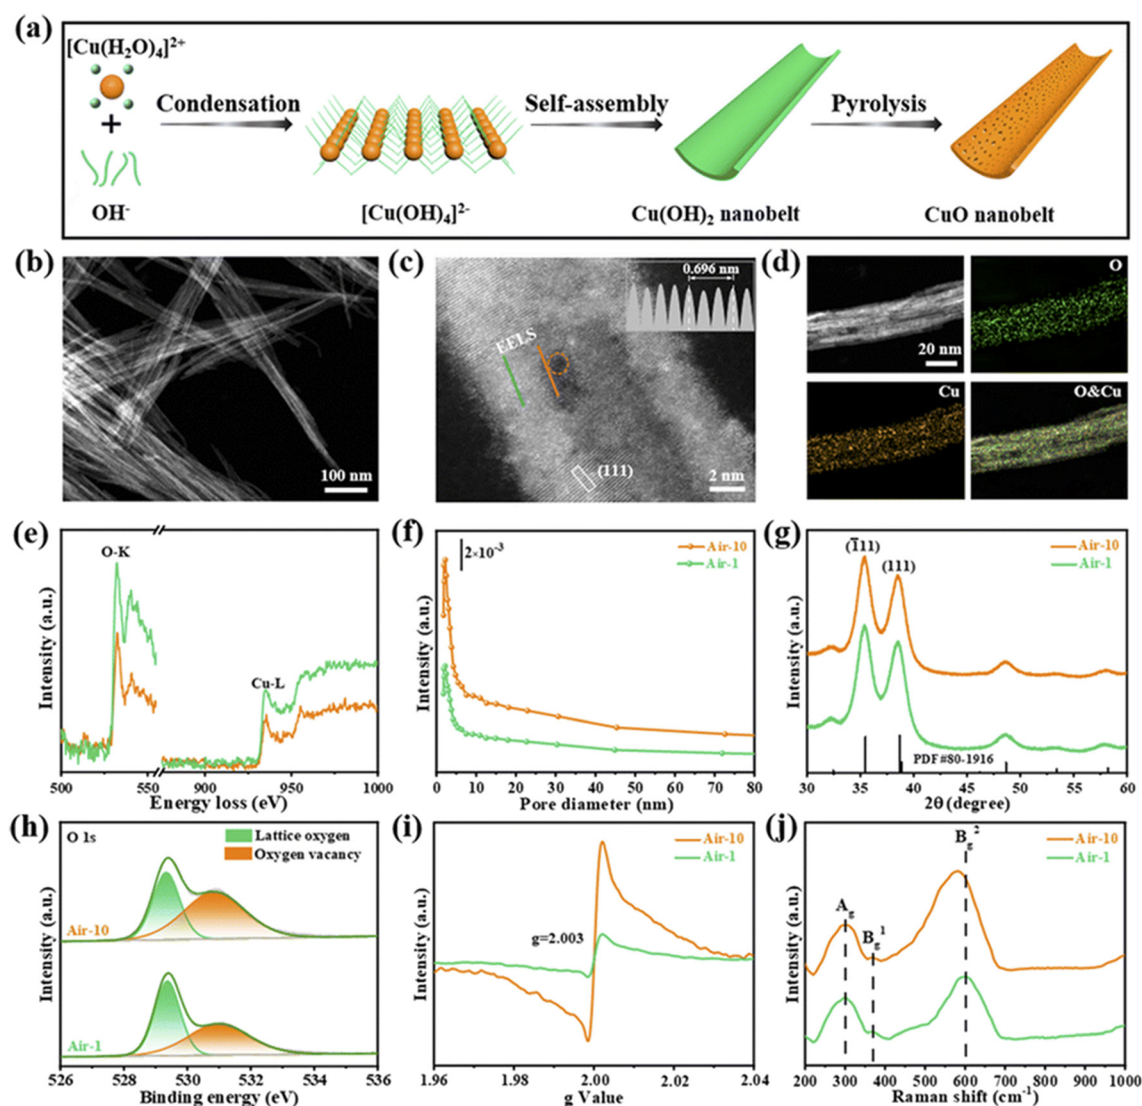 (a)
[Cu(H2O)4]2+
+
OH-
Condensation
[Cu(OH)4]2-
Self-assembly
Cu(OH)2 nanobelt
Pyrolysis
CuO nanobelt
(b)
100 nm
(c)
0.696 nm
EELS
(111)
2 nm
(d)
20 nm
O
Cu
O&Cu
(e)
O-K
Cu-L
Intensity (a.u.)
500 550 900 950 1000
Energy loss (eV)
(f)
2×10-3
Air-10
Air-1
Intensity (a.u.)
0 10 20 30 40 50 60 70 80
Pore diameter (nm)
(g)
(1̅11)
(111)
Air-10
Air-1
PDF#80-1916
Intensity (a.u.)
30 35 40 45 50 55 60
2Θ (degree)
(h)
O 1s
Lattice oxygen
Oxygen vacancy
Air-10
Air-1
Intensity (a.u.)
526 528 530 532 534 536
Binding energy (eV)
(i)
Air-10
Air-1
g=2.003
Intensity (a.u.)
1.96 1.98 2.00 2.02 2.04
g Value
(j)
Ag
Bg1
Bg2
Air-10
Air-1
Intensity (a.u.)
200 300 400 500 600 700 800 900 1000
Raman shift (cm-1)